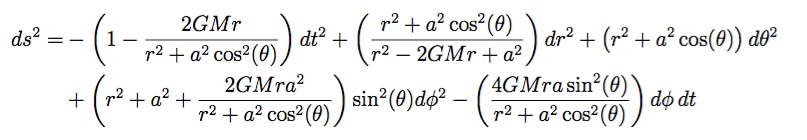 ds² = − (1 − 2GMr / (r² + a² cos²(θ))) dt² + ((r² + a² cos²(θ)) / (r² − 2GMr + a²)) dr² + (r² + a² cos(θ)) dθ²
+ (r² + a² + 2GMra² / (r² + a² cos²(θ))) sin²(θ)dϕ² − (4GMra sin²(θ) / (r² + a² cos²(θ))) dϕ dt